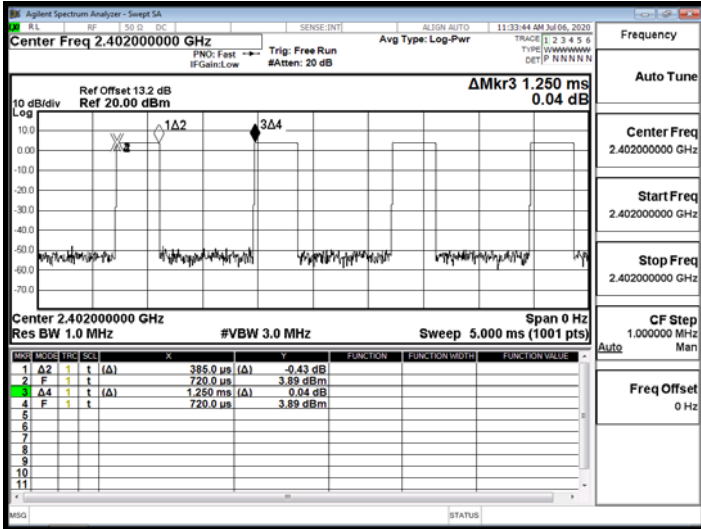 Agilent Spectrum Analyzer - Swept SA
RL RF 50 Ω DC SENSE:INT ALIGN AUTO 11:33:44 AM Jul 06, 2020
Center Freq 2.402000000 GHz
PNO: Fast
IFGain:Low
Trig: Free Run
#Atten: 20 dB
Avg Type: Log-Pwr
TRACE 1 2 3 4 5 6
TYPE WWWWWW
DET P NNNNN
Ref Offset 13.2 dB
10 dB/div Ref 20.00 dBm
Log
ΔMkr3 1.250 ms
0.04 dB
10.0
0.00
-10.0
-20.0
-30.0
-40.0
-50.0
-60.0
-70.0
1Δ2
3Δ4
2
Center 2.402000000 GHz Span 0 Hz
Res BW 1.0 MHz #VBW 3.0 MHz Sweep 5.000 ms (1001 pts)
MKR MODE TRC SCL X Y FUNCTION FUNCTION WIDTH FUNCTION VALUE
1 Δ2 1 t (Δ) 385.0 µs (Δ) -0.43 dB
2 F 1 t 720.0 µs 3.89 dBm
3 Δ4 1 t (Δ) 1.250 ms (Δ) 0.04 dB
4 F 1 t 720.0 µs 3.89 dBm
5
6
7
8
9
10
11
MSG STATUS
Frequency
Auto Tune
Center Freq
2.402000000 GHz
Start Freq
2.402000000 GHz
Stop Freq
2.402000000 GHz
CF Step
1.000000 MHz
Auto Man
Freq Offset
0 Hz